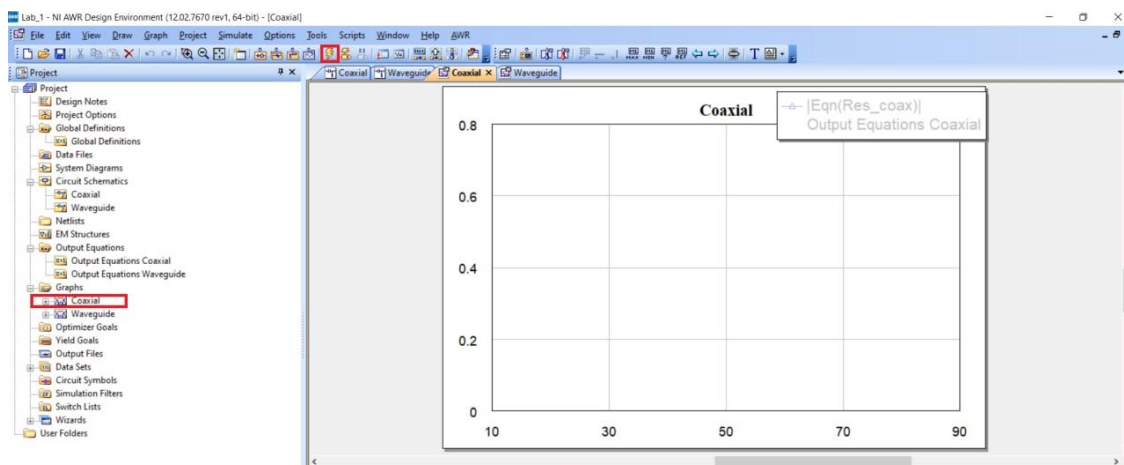 Lab_1 - NI AWR Design Environment (12.02.7670 rev1, 64-bit) - [Coaxial]
File Edit View Draw Graph Project Simulate Options Tools Scripts Window Help AWR
Project
Coaxial Waveguide Coaxial Waveguide
Project
Design Notes
Project Options
Global Definitions
Global Definitions
Data Files
System Diagrams
Circuit Schematics
Coaxial
Waveguide
Netlists
EM Structures
Output Equations
Output Equations Coaxial
Output Equations Waveguide
Graphs
Coaxial
Waveguide
Optimizer Goals
Yield Goals
Output Files
Data Sets
Circuit Symbols
Simulation Filters
Switch Lists
Wizards
User Folders
Coaxial
|Eqn(Res_coax)|
Output Equations Coaxial
0.8
0.6
0.4
0.2
0
10 30 50 70 90